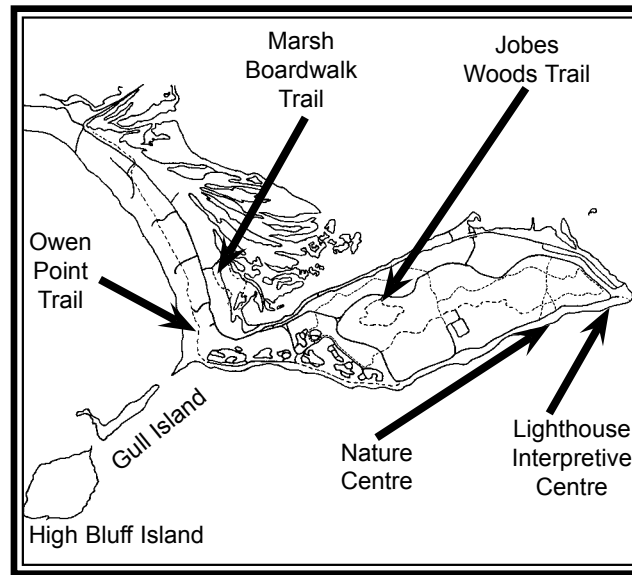 Marsh
Boardwalk
Trail
Jobes
Woods Trail
Owen
Point
Trail
Gull Island
High Bluff Island
Nature
Centre
Lighthouse
Interpretive
Centre